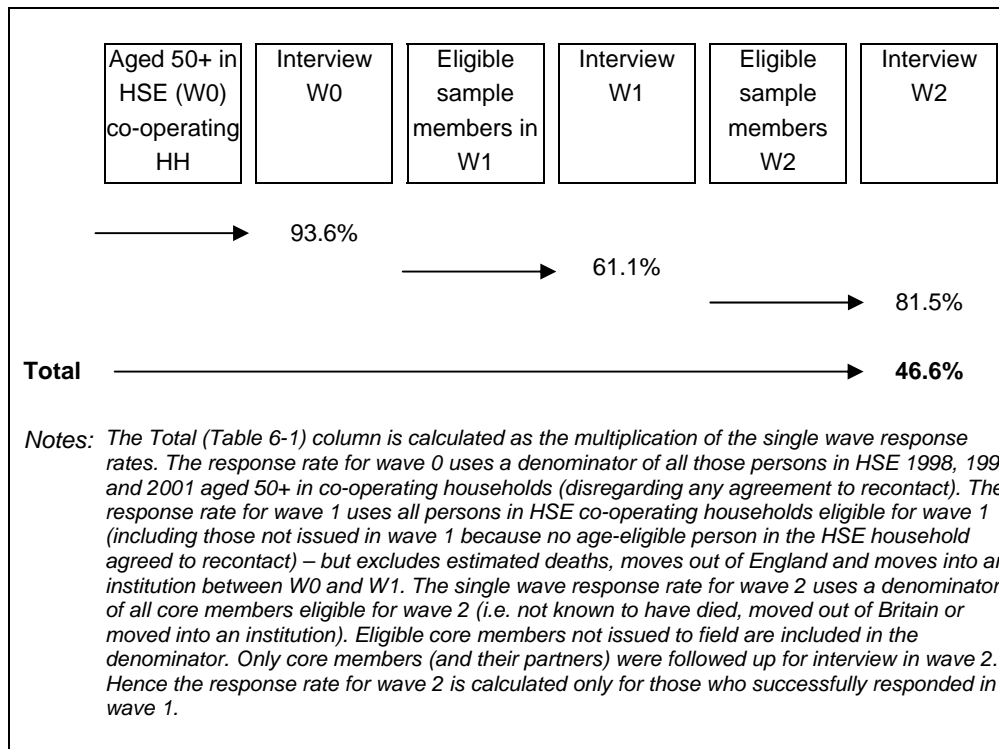 Aged 50+ in HSE (W0) co-operating HH
Interview W0
Eligible sample members in W1
Interview W1
Eligible sample members W2
Interview W2
93.6%
61.1%
81.5%
Total 46.6%
Notes: The Total (Table 6-1) column is calculated as the multiplication of the single wave response
rates. The response rate for wave 0 uses a denominator of all those persons in HSE 1998, 199
and 2001 aged 50+ in co-operating households (disregarding any agreement to recontact). The
response rate for wave 1 uses all persons in HSE co-operating households eligible for wave 1
(including those not issued in wave 1 because no age-eligible person in the HSE household
agreed to recontact) – but excludes estimated deaths, moves out of England and moves into an
institution between W0 and W1. The single wave response rate for wave 2 uses a denominator
of all core members eligible for wave 2 (i.e. not known to have died, moved out of Britain or
moved into an institution). Eligible core members not issued to field are included in the
denominator. Only core members (and their partners) were followed up for interview in wave 2.
Hence the response rate for wave 2 is calculated only for those who successfully responded in
wave 1.